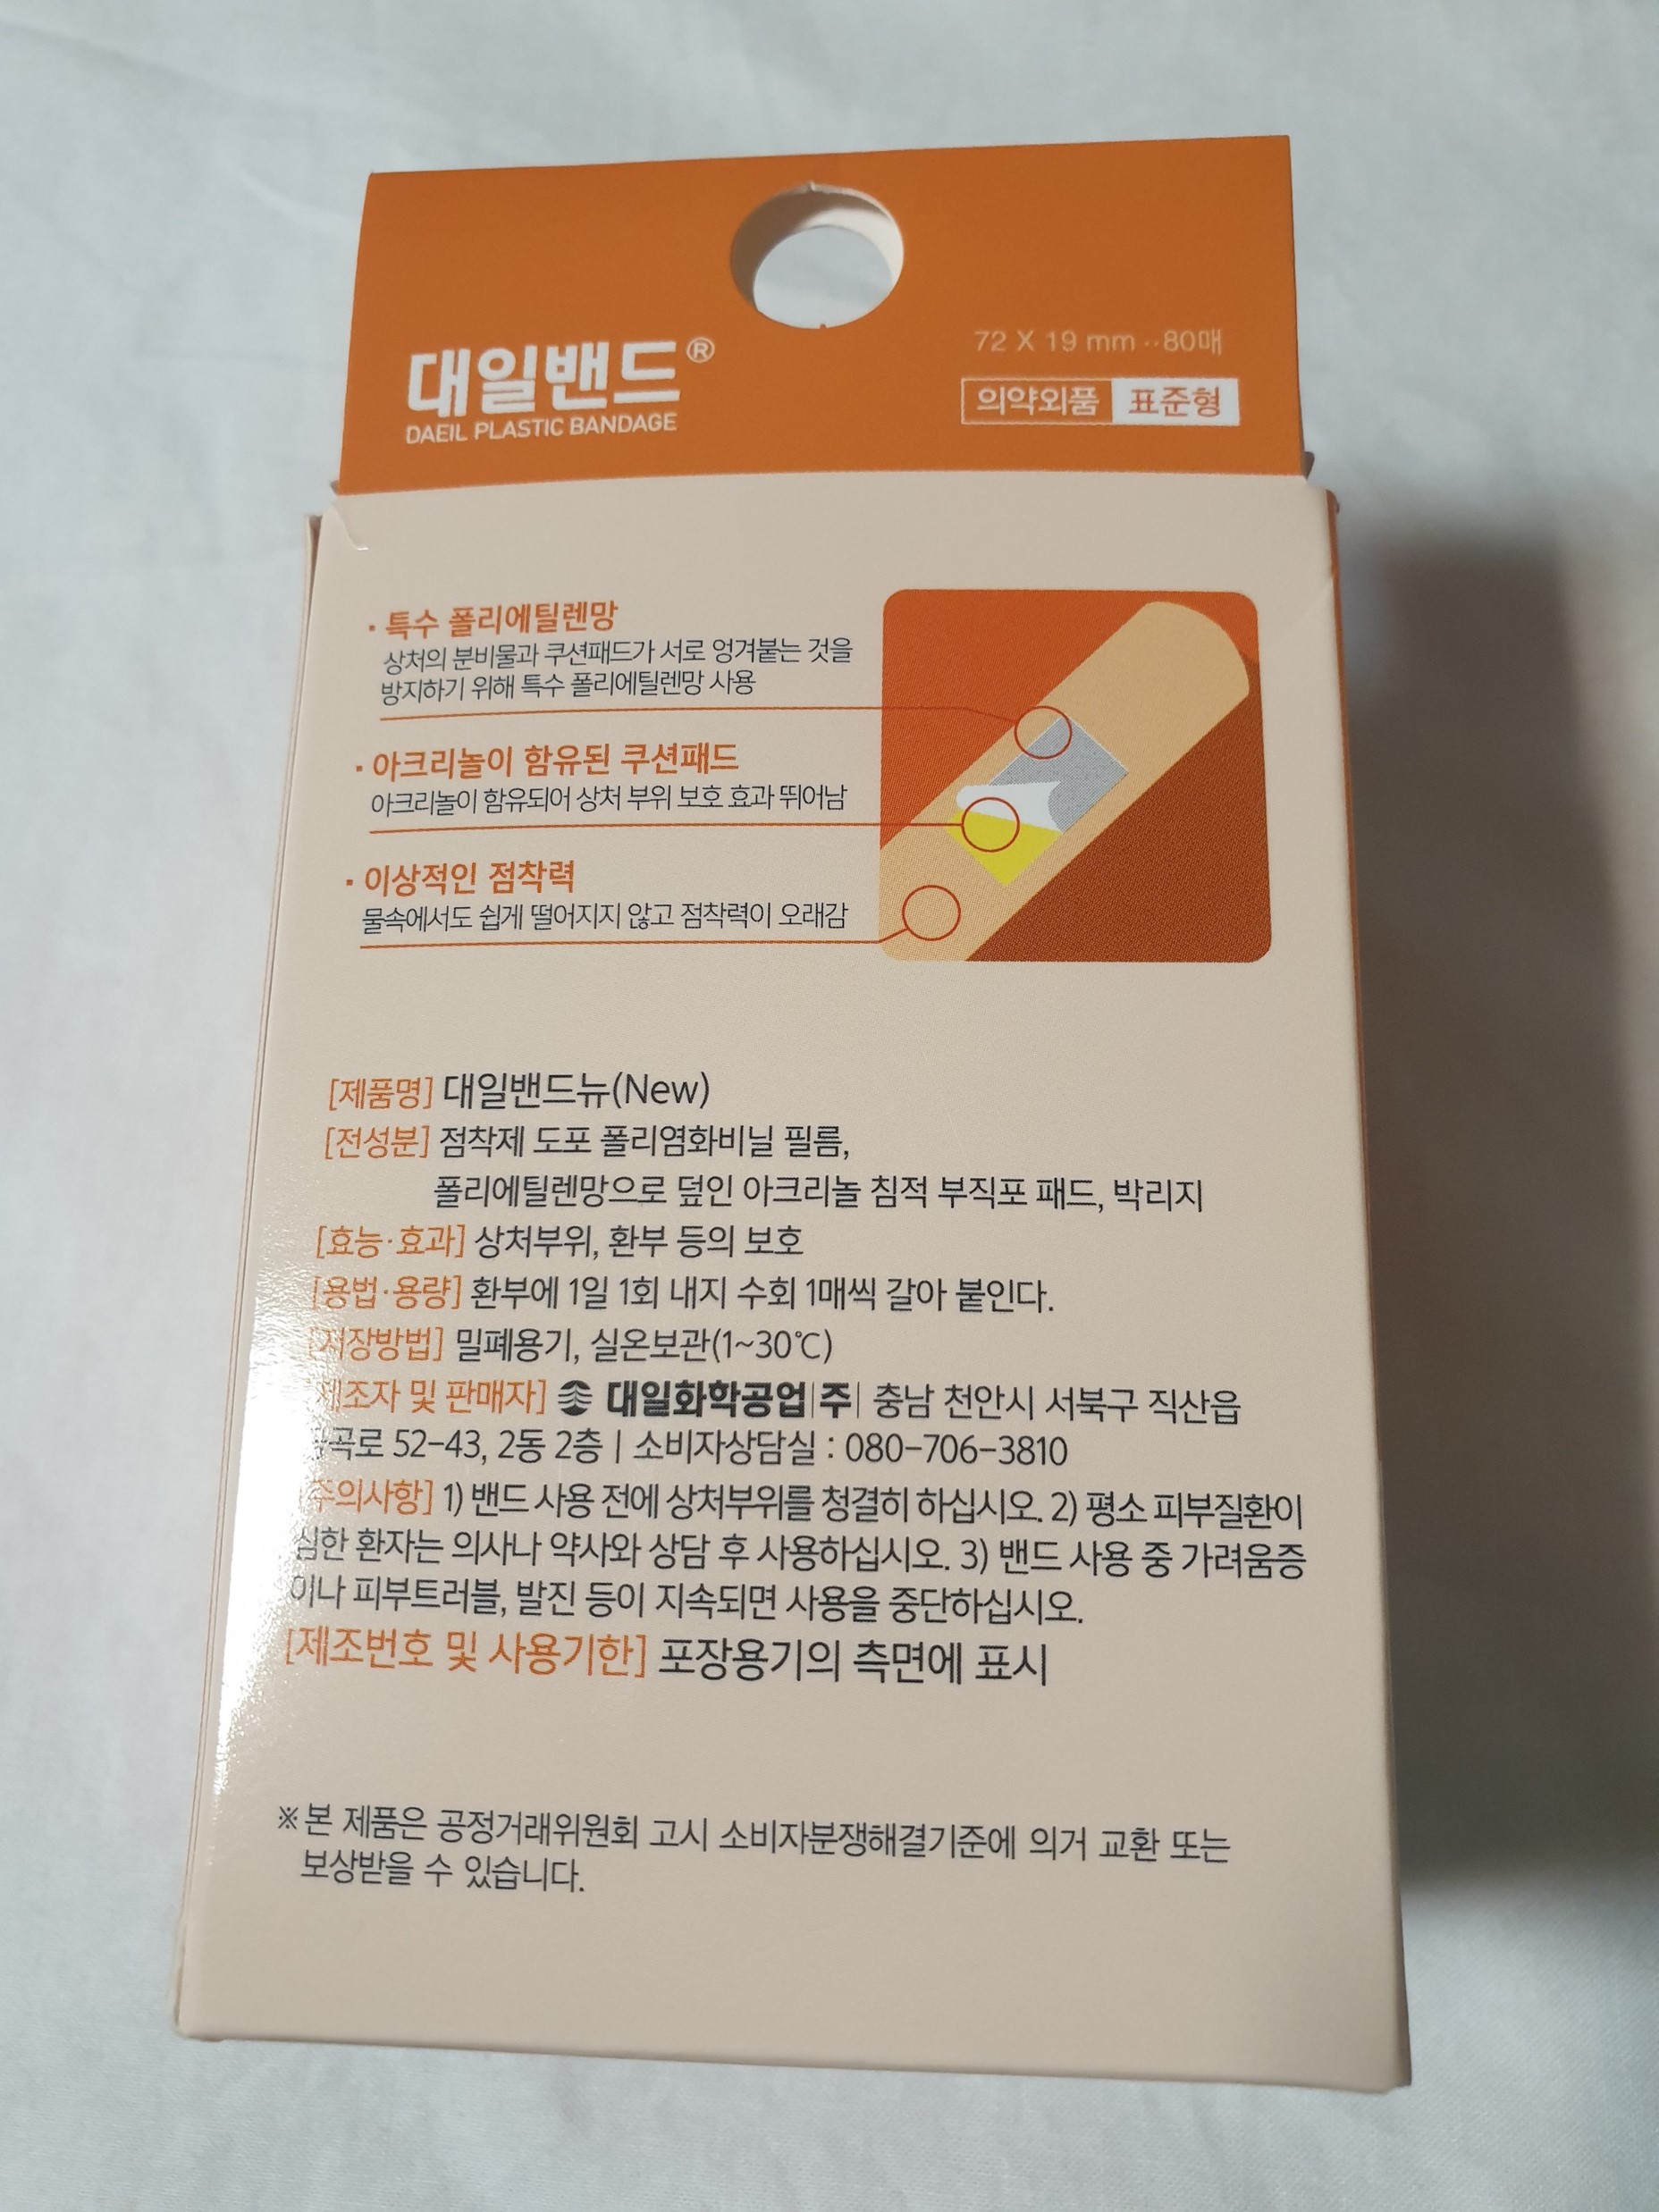 대일밴드®
DAEIL PLASTIC BANDAGE
72 X 19 mm ·· 80매
의약외품 표준형
· 특수 폴리에틸렌망
상처의 분비물과 쿠션패드가 서로 엉겨붙는 것을
방지하기 위해 특수 폴리에틸렌망 사용
· 아크리놀이 함유된 쿠션패드
아크리놀이 함유되어 상처 부위 보호 효과 뛰어남
· 이상적인 점착력
물속에서도 쉽게 떨어지지 않고 점착력이 오래감
[제품명] 대일밴드뉴(New)
[전성분] 점착제 도포 폴리염화비닐 필름,
폴리에틸렌망으로 덮인 아크리놀 침적 부직포 패드, 박리지
[효능·효과] 상처부위, 환부 등의 보호
[용법·용량] 환부에 1일 1회 내지 수회 1매씩 갈아 붙인다.
[저장방법] 밀폐용기, 실온보관(1~30℃)
[제조자 및 판매자] 대일화학공업|주| 충남 천안시 서북구 직산읍
52-43, 2동 2층 | 소비자상담실 : 080-706-3810
[주의사항] 1) 밴드 사용 전에 상처부위를 청결히 하십시오. 2) 평소 피부질환이
심한 환자는 의사나 약사와 상담 후 사용하십시오. 3) 밴드 사용 중 가려움증
이나 피부트러블, 발진 등이 지속되면 사용을 중단하십시오.
[제조번호 및 사용기한] 포장용기의 측면에 표시
※ 본 제품은 공정거래위원회 고시 소비자분쟁해결기준에 의거 교환 또는
보상받을 수 있습니다.